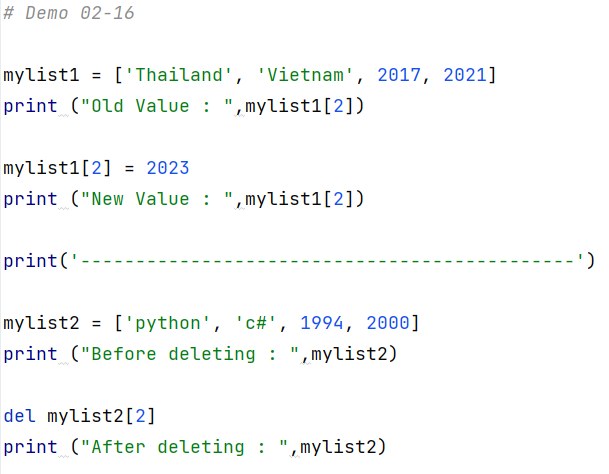 # Demo 02-16
mylist1 = ['Thailand', 'Vietnam', 2017, 2021]
print ("Old Value : ",mylist1[2])
mylist1[2] = 2023
print ("New Value : ",mylist1[2])
print('---------------------------------------------')
mylist2 = ['python', 'c#', 1994, 2000]
print ("Before deleting : ",mylist2)
del mylist2[2]
print ("After deleting : ",mylist2)